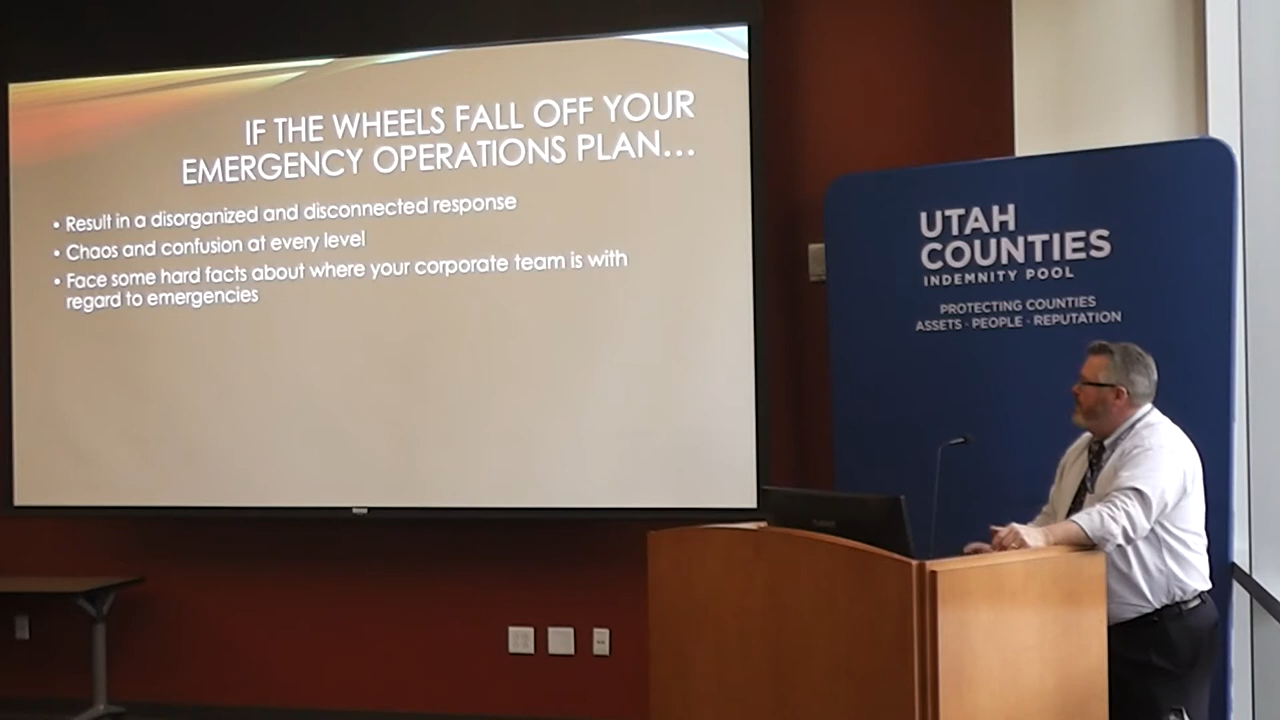 IF THE WHEELS FALL OFF YOUR
EMERGENCY OPERATIONS PLAN...
• Result in a disorganized and disconnected response
• Chaos and confusion at every level
• Face some hard facts about where your corporate team is with
regard to emergencies
UTAH
COUNTIES
INDEMNITY POOL
PROTECTING COUNTIES
ASSETS · PEOPLE · REPUTATION